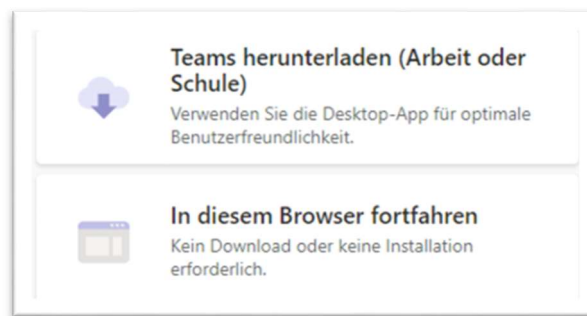 Teams herunterladen (Arbeit oder
Schule)
Verwenden Sie die Desktop-App für optimale
Benutzerfreundlichkeit.
In diesem Browser fortfahren
Kein Download oder keine Installation
erforderlich.